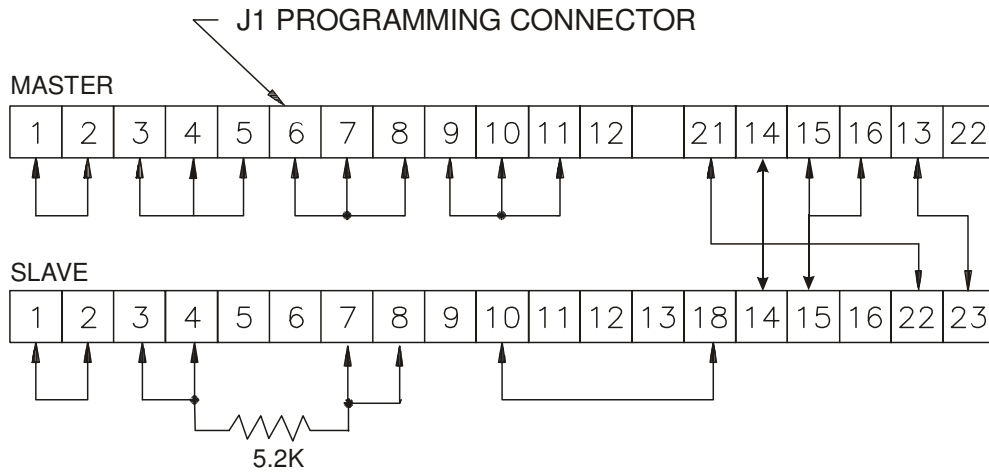 J1 PROGRAMMING CONNECTOR
MASTER
1 2 3 4 5 6 7 8 9 10 11 12 21 14 15 16 13 22
SLAVE
1 2 3 4 5 6 7 8 9 10 11 12 13 18 14 15 16 22 23
5.2K